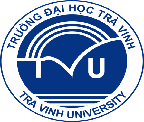 TRƯỜNG ĐẠI HỌC TRÀ VINH
TVU
TRA VINH UNIVERSITY